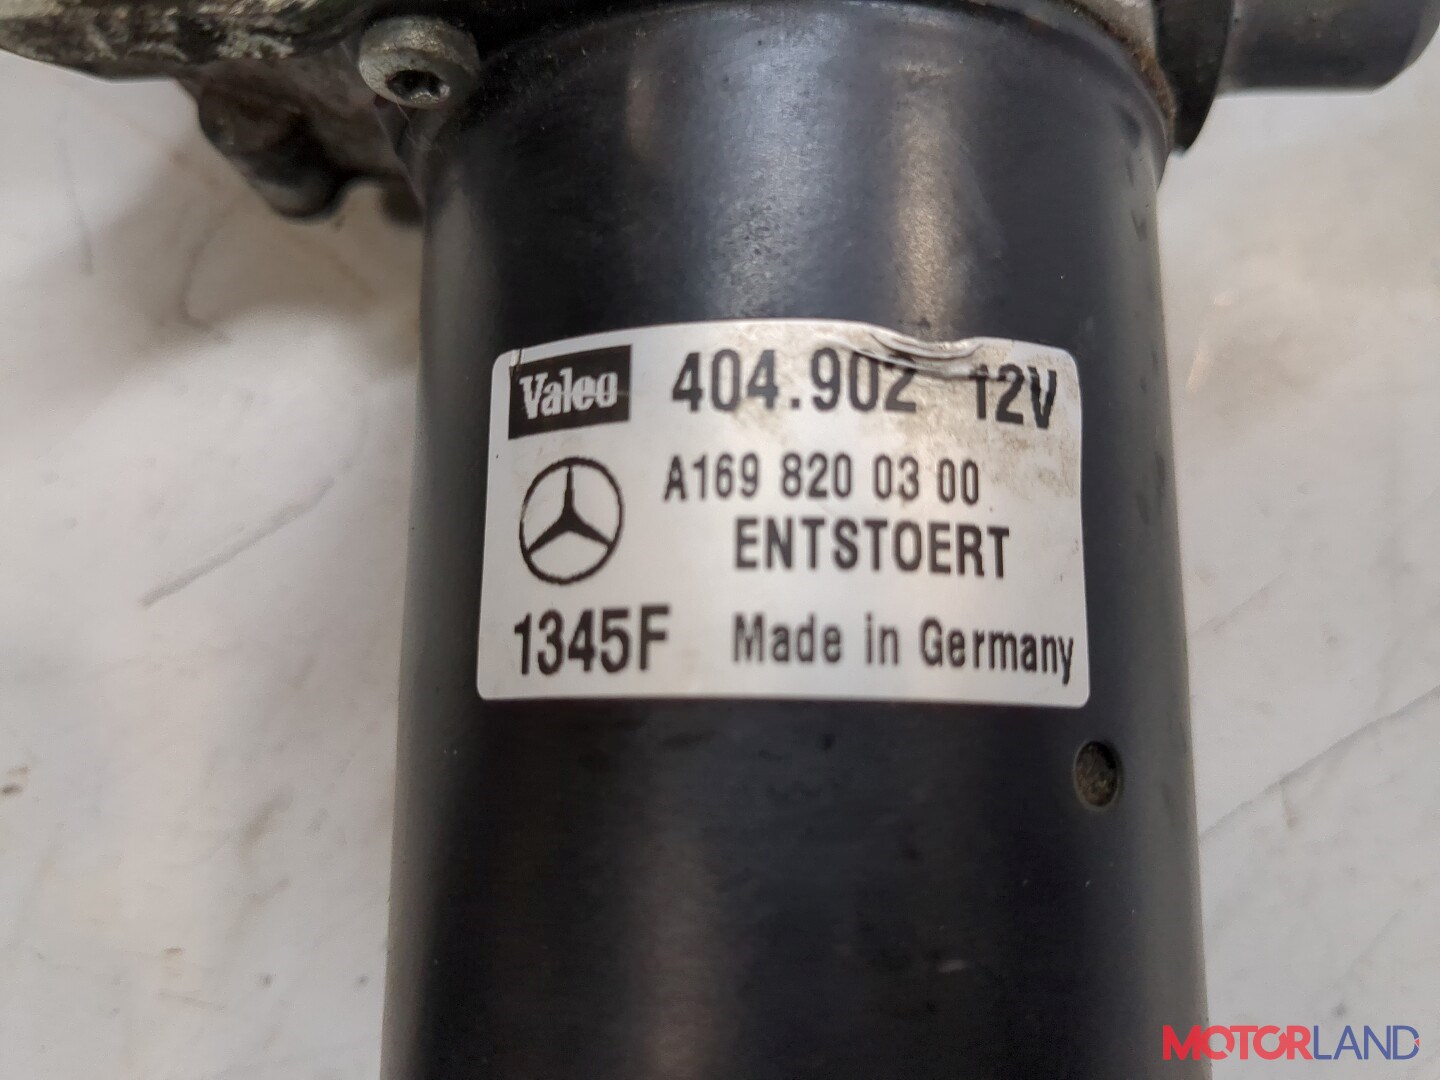 Valeo 404.902 12V
A169 820 03 00
ENTSTOERT
1345F Made in Germany
MOTORLAND